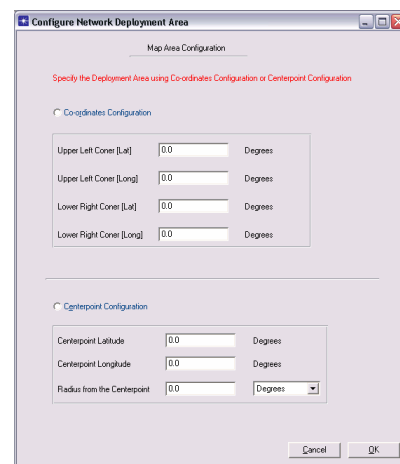 Configure Network Deployment Area
Map Area Configuration
Specify the Deployment Area using Co-ordinates Configuration or Centerpoint Configuration
Co-ordinates Configuration
Upper Left Coner [Lat] 0.0 Degrees
Upper Left Coner [Long] 0.0 Degrees
Lower Right Coner [Lat] 0.0 Degrees
Lower Right Coner [Long] 0.0 Degrees
Centerpoint Configuration
Centerpoint Latitude 0.0 Degrees
Centerpoint Longitude 0.0 Degrees
Radius from the Centerpoint 0.0 Degrees
Cancel OK